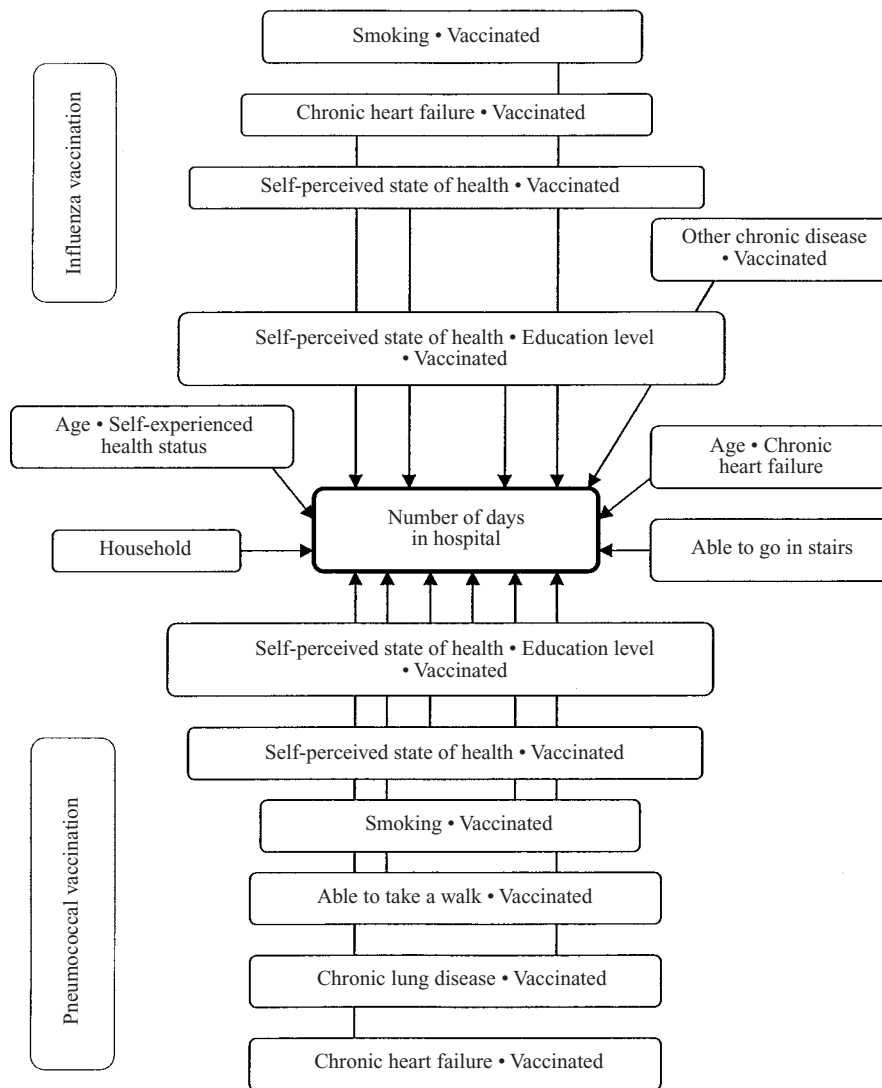 Smoking • Vaccinated
Influenza vaccination
Chronic heart failure • Vaccinated
Self-perceived state of health • Vaccinated
Other chronic disease
• Vaccinated
Self-perceived state of health • Education level
• Vaccinated
Age • Self-experienced
health status
Age • Chronic
heart failure
Number of days
in hospital
Household
Able to go in stairs
Self-perceived state of health • Education level
• Vaccinated
Pneumococcal vaccination
Self-perceived state of health • Vaccinated
Smoking • Vaccinated
Able to take a walk • Vaccinated
Chronic lung disease • Vaccinated
Chronic heart failure • Vaccinated